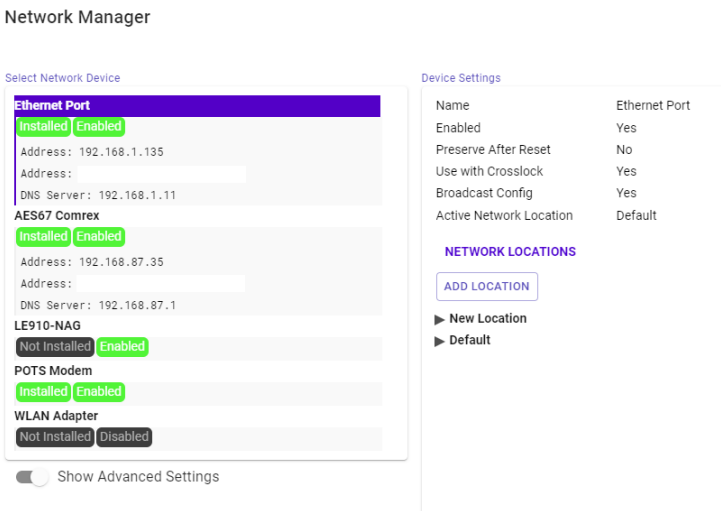 Network Manager
Select Network Device
Ethernet Port
Installed Enabled
Address: 192.168.1.135
Address:
DNS Server: 192.168.1.11
AES67 Comrex
Installed Enabled
Address: 192.168.87.35
Address:
DNS Server: 192.168.87.1
LE910-NAG
Not Installed Enabled
POTS Modem
Installed Enabled
WLAN Adapter
Not Installed Disabled
Show Advanced Settings
Device Settings
Name Ethernet Port
Enabled Yes
Preserve After Reset No
Use with Crosslock Yes
Broadcast Config Yes
Active Network Location Default
NETWORK LOCATIONS
ADD LOCATION
▶ New Location
▶ Default